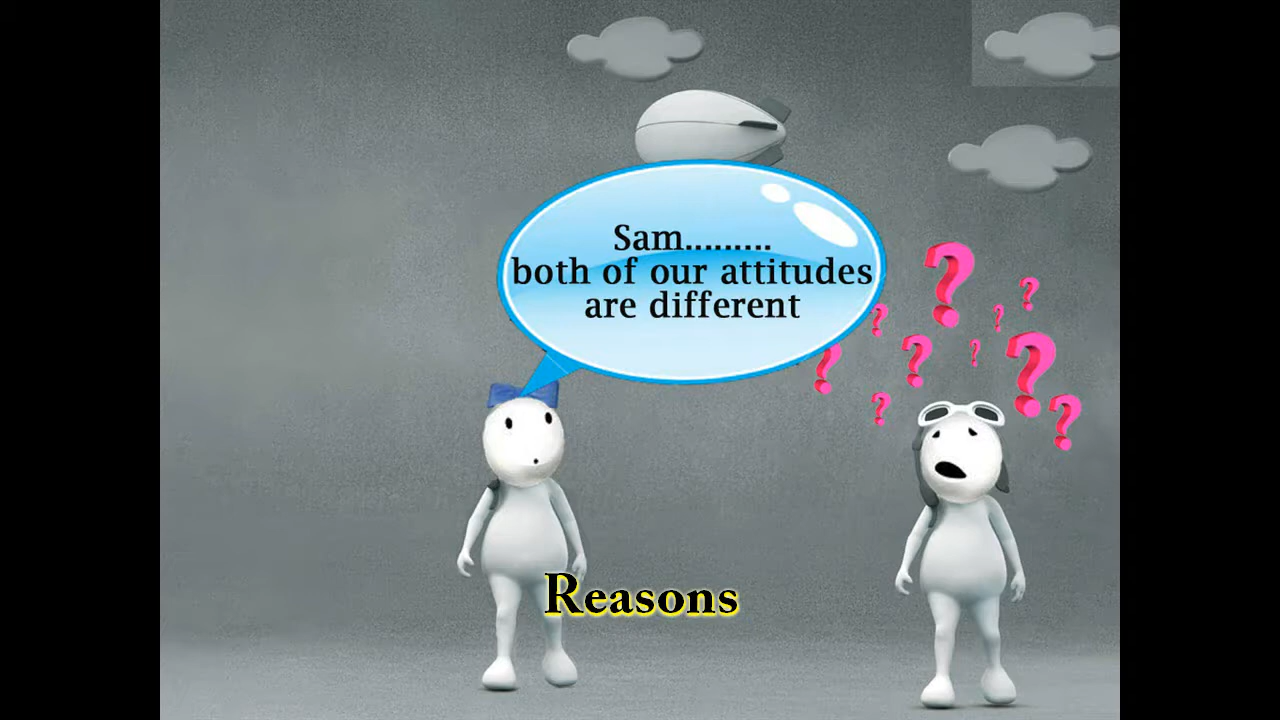 Sam.........
both of our attitudes
are different
Reasons